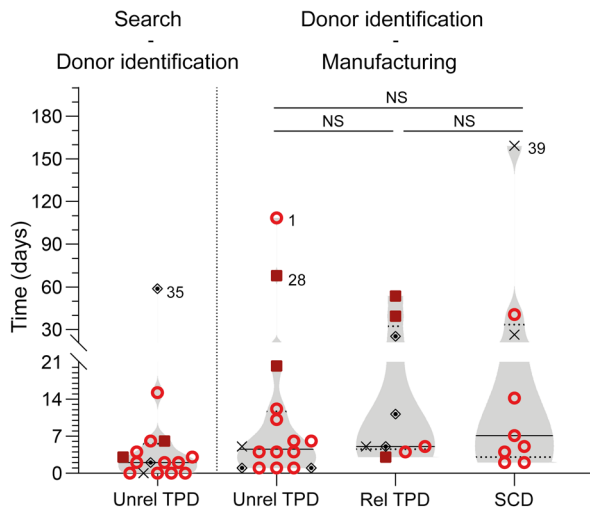 Search
-
Donor identification
Donor identification
-
Manufacturing
NS
NS
NS
Time (days)
180
150
120
90
60
30
21
14
7
0
35
1
28
39
Unrel TPD
Unrel TPD
Rel TPD
SCD